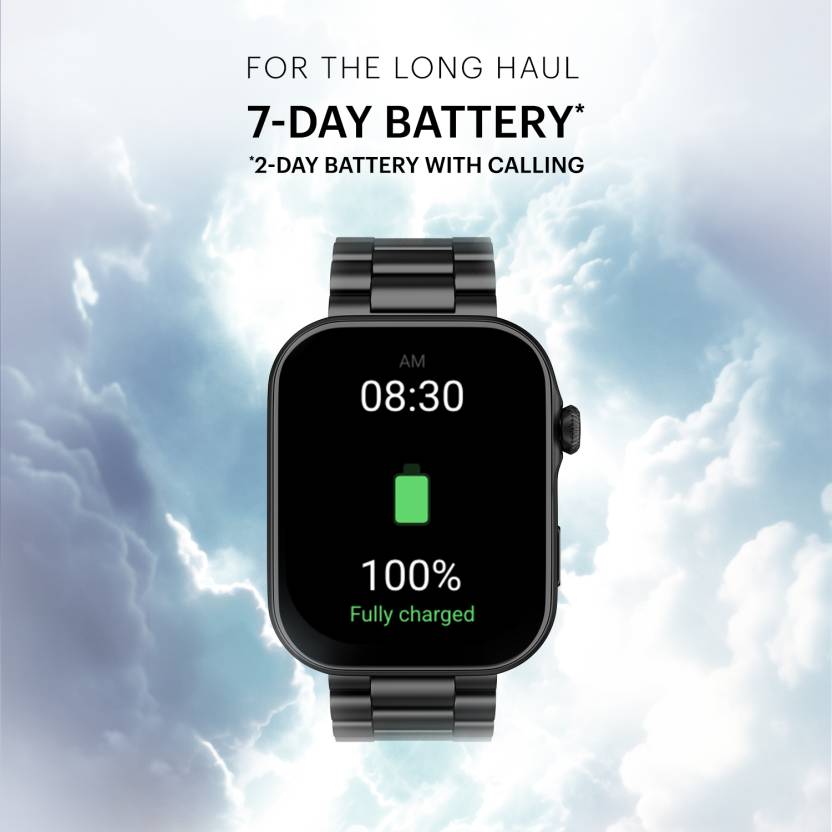 FOR THE LONG HAUL
7-DAY BATTERY*
*2-DAY BATTERY WITH CALLING
AM
08:30
100%
Fully charged